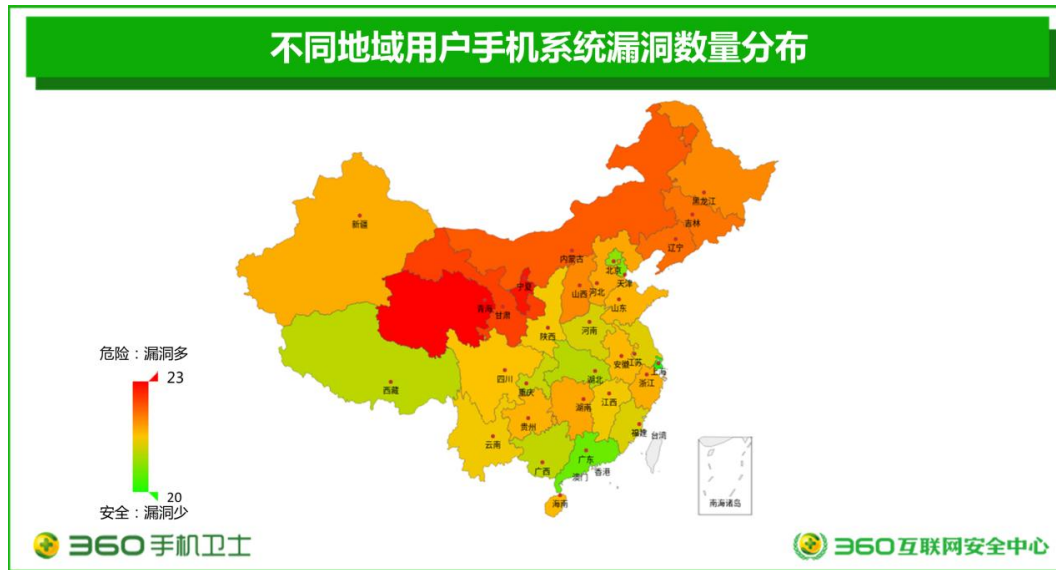 不同地域用户手机系统漏洞数量分布
黑龙江
吉林
新疆
辽宁
内蒙古
北京
天津
宁夏
山西
河北
青海
甘肃
山东
陕西
河南
危险：漏洞多
23
安徽
江苏
上海
四川
湖北
浙江
西藏
重庆
湖南
江西
贵州
福建
台湾
云南
广西
广东
香港
澳门
海南
南海诸岛
20
安全：漏洞少
360手机卫士
360互联网安全中心